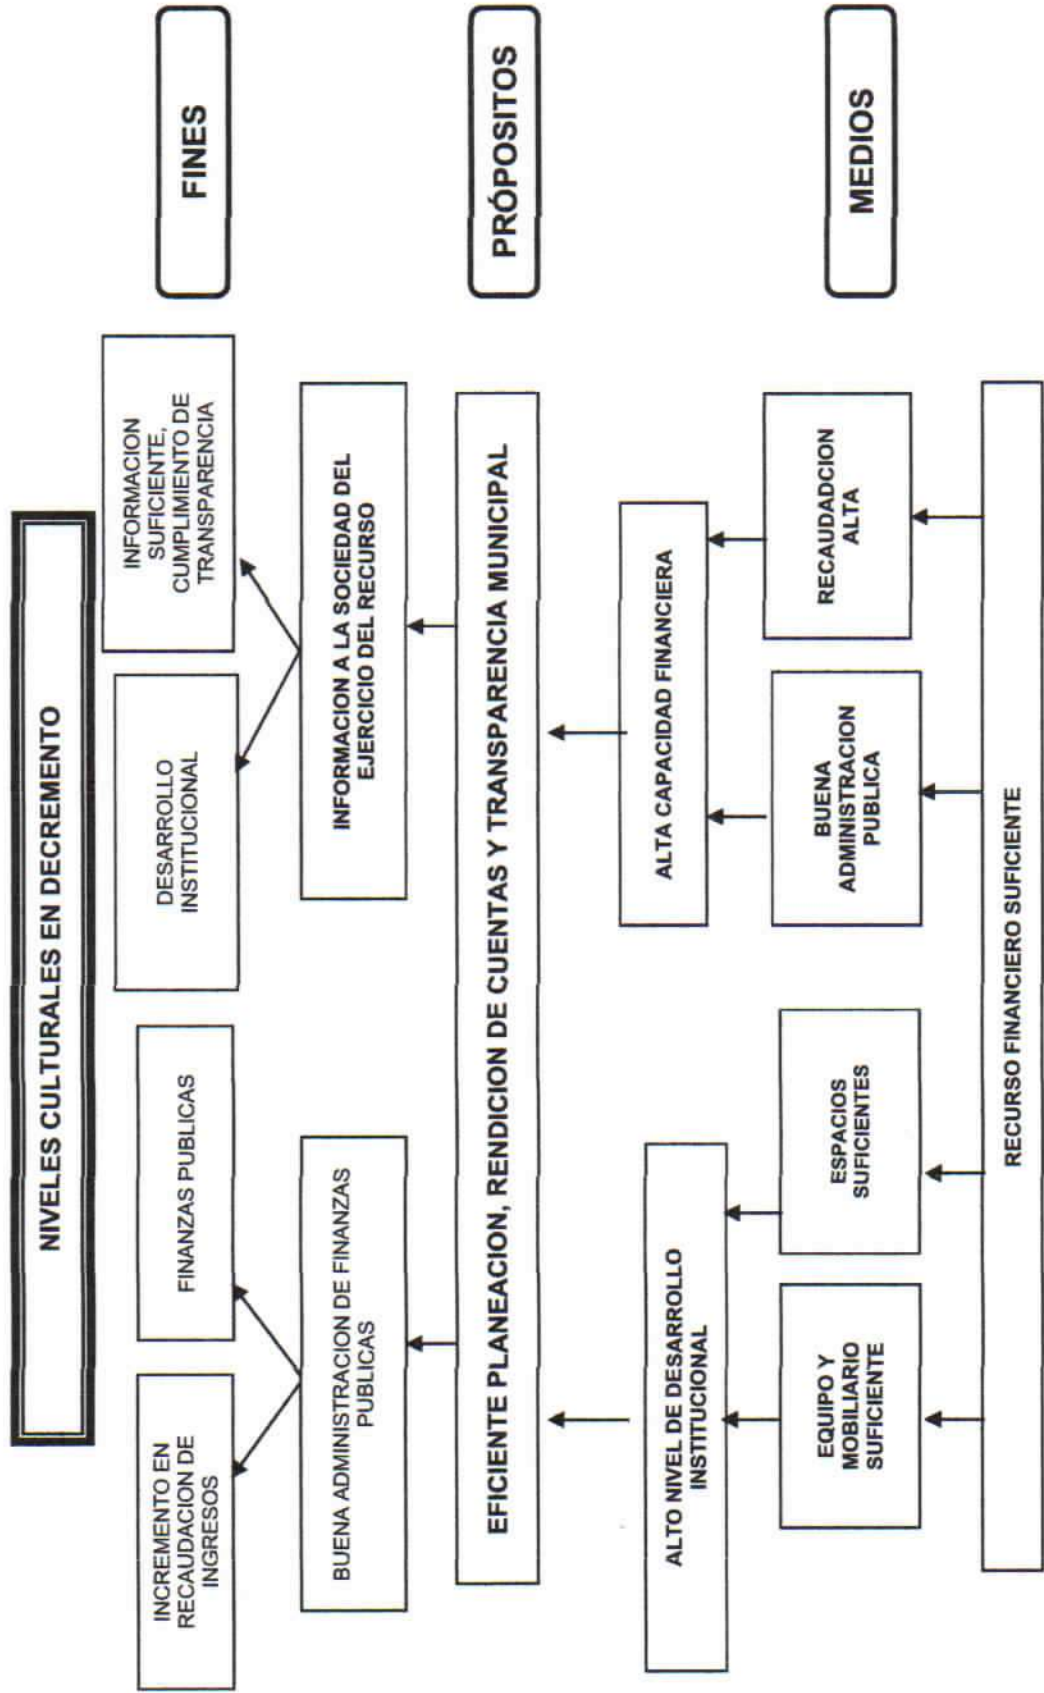 NIVELES CULTURALES EN DECREMENTO
INCREMENTO EN
RECAUDACION DE
INGRESOS
FINANZAS PUBLICAS
DESARROLLO
INSTITUCIONAL
INFORMACION
SUFICIENTE,
CUMPLIMIENTO DE
TRANSPARENCIA
FINES
BUENA ADMINISTRACION DE FINANZAS
PUBLICAS
INFORMACION A LA SOCIEDAD DEL
EJERCICIO DEL RECURSO
EFICIENTE PLANEACION, RENDICION DE CUENTAS Y TRANSPARENCIA MUNICIPAL
PRÓPOSITOS
ALTO NIVEL DE DESARROLLO
INSTITUCIONAL
ALTA CAPACIDAD FINANCIERA
EQUIPO Y
MOBILIARIO
SUFICIENTE
ESPACIOS
SUFICIENTES
BUENA
ADMINISTRACION
PUBLICA
RECAUDADCION
ALTA
MEDIOS
RECURSO FINANCIERO SUFICIENTE